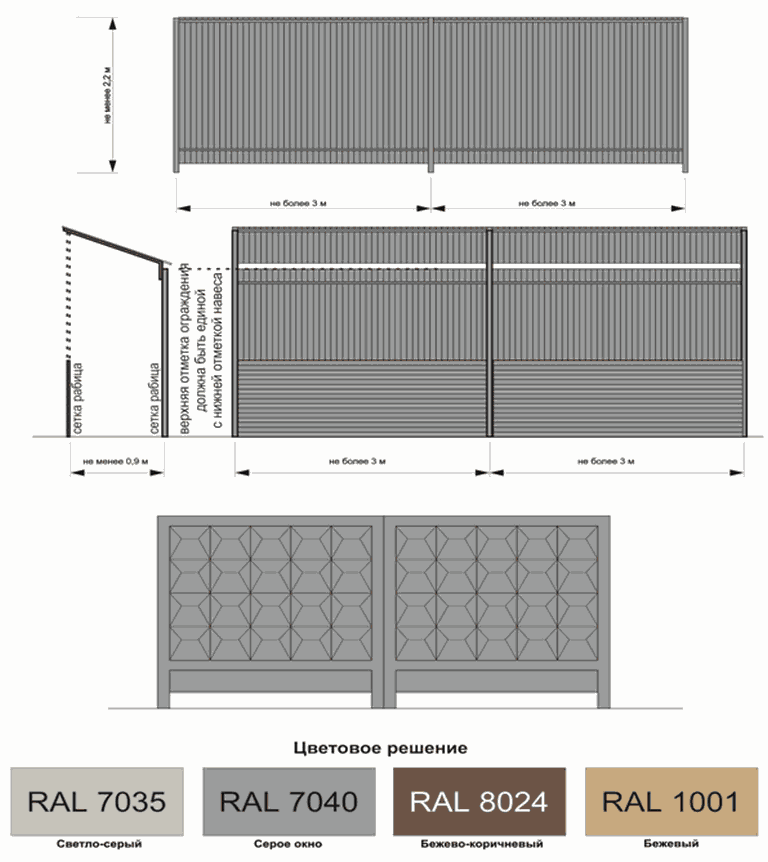 не менее 2,2 м
не более 3 м
не более 3 м
сетка рабица
сетка рабица
верхняя отметка ограждения
должна быть единой
с нижней отметкой навеса
не менее 0,9 м
не более 3 м
не более 3 м
Цветовое решение
RAL 7035
RAL 7040
RAL 8024
RAL 1001
Светло-серый
Серое окно
Бежево-коричневый
Бежевый